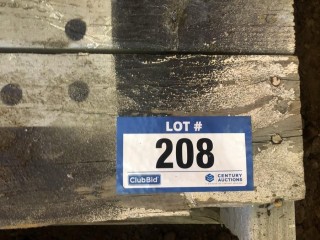 LOT #
208
ClubBid
CENTURY
AUCTIONS